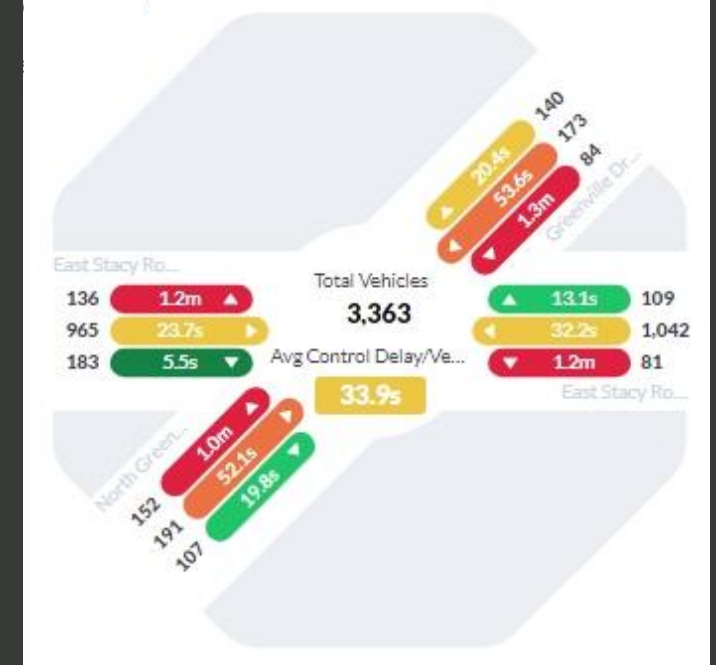 140
20.4s
173
53.6s
84
1.3m
Greenville Dr...
East Stacy Ro...
136 1.2m
965 23.7s
183 5.5s
Total Vehicles
3,363
Avg Control Delay/Ve...
33.9s
13.1s 109
32.2s 1,042
1.2m 81
East Stacy Ro...
North Green...
1.0m
152
52.1s
191
19.8s
107